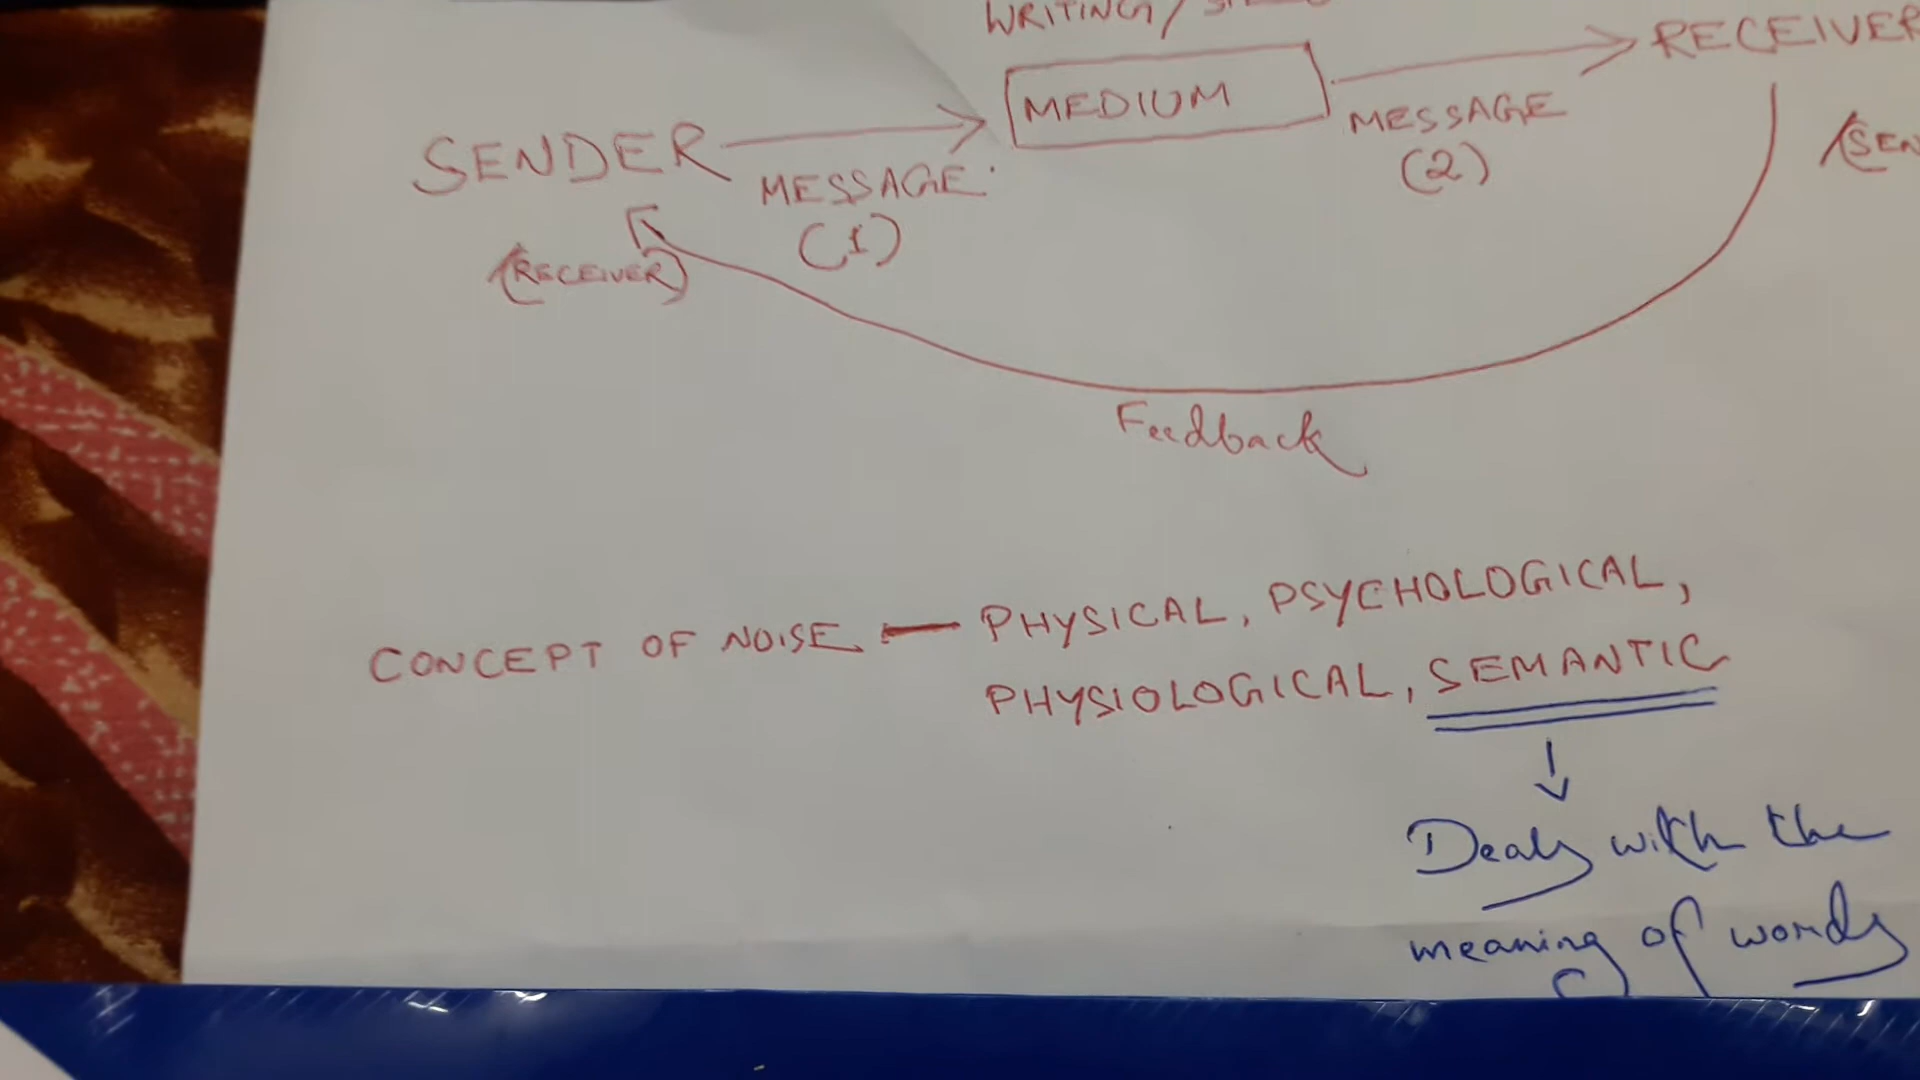 WRITING/
MEDIUM
RECEIVER
SENDER
MESSAGE
(1)
MESSAGE
(2)
(RECEIVER)
Feedback
CONCEPT OF NOISE — PHYSICAL, PSYCHOLOGICAL,
PHYSIOLOGICAL, SEMANTIC
Deals with the
meaning of words